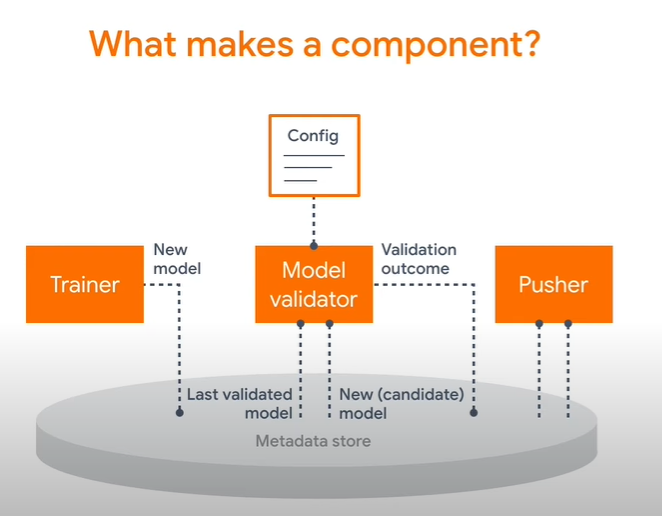 What makes a component?
Config
New
model
Validation
outcome
Trainer
Model
validator
Pusher
Last validated
model
New (candidate)
model
Metadata store